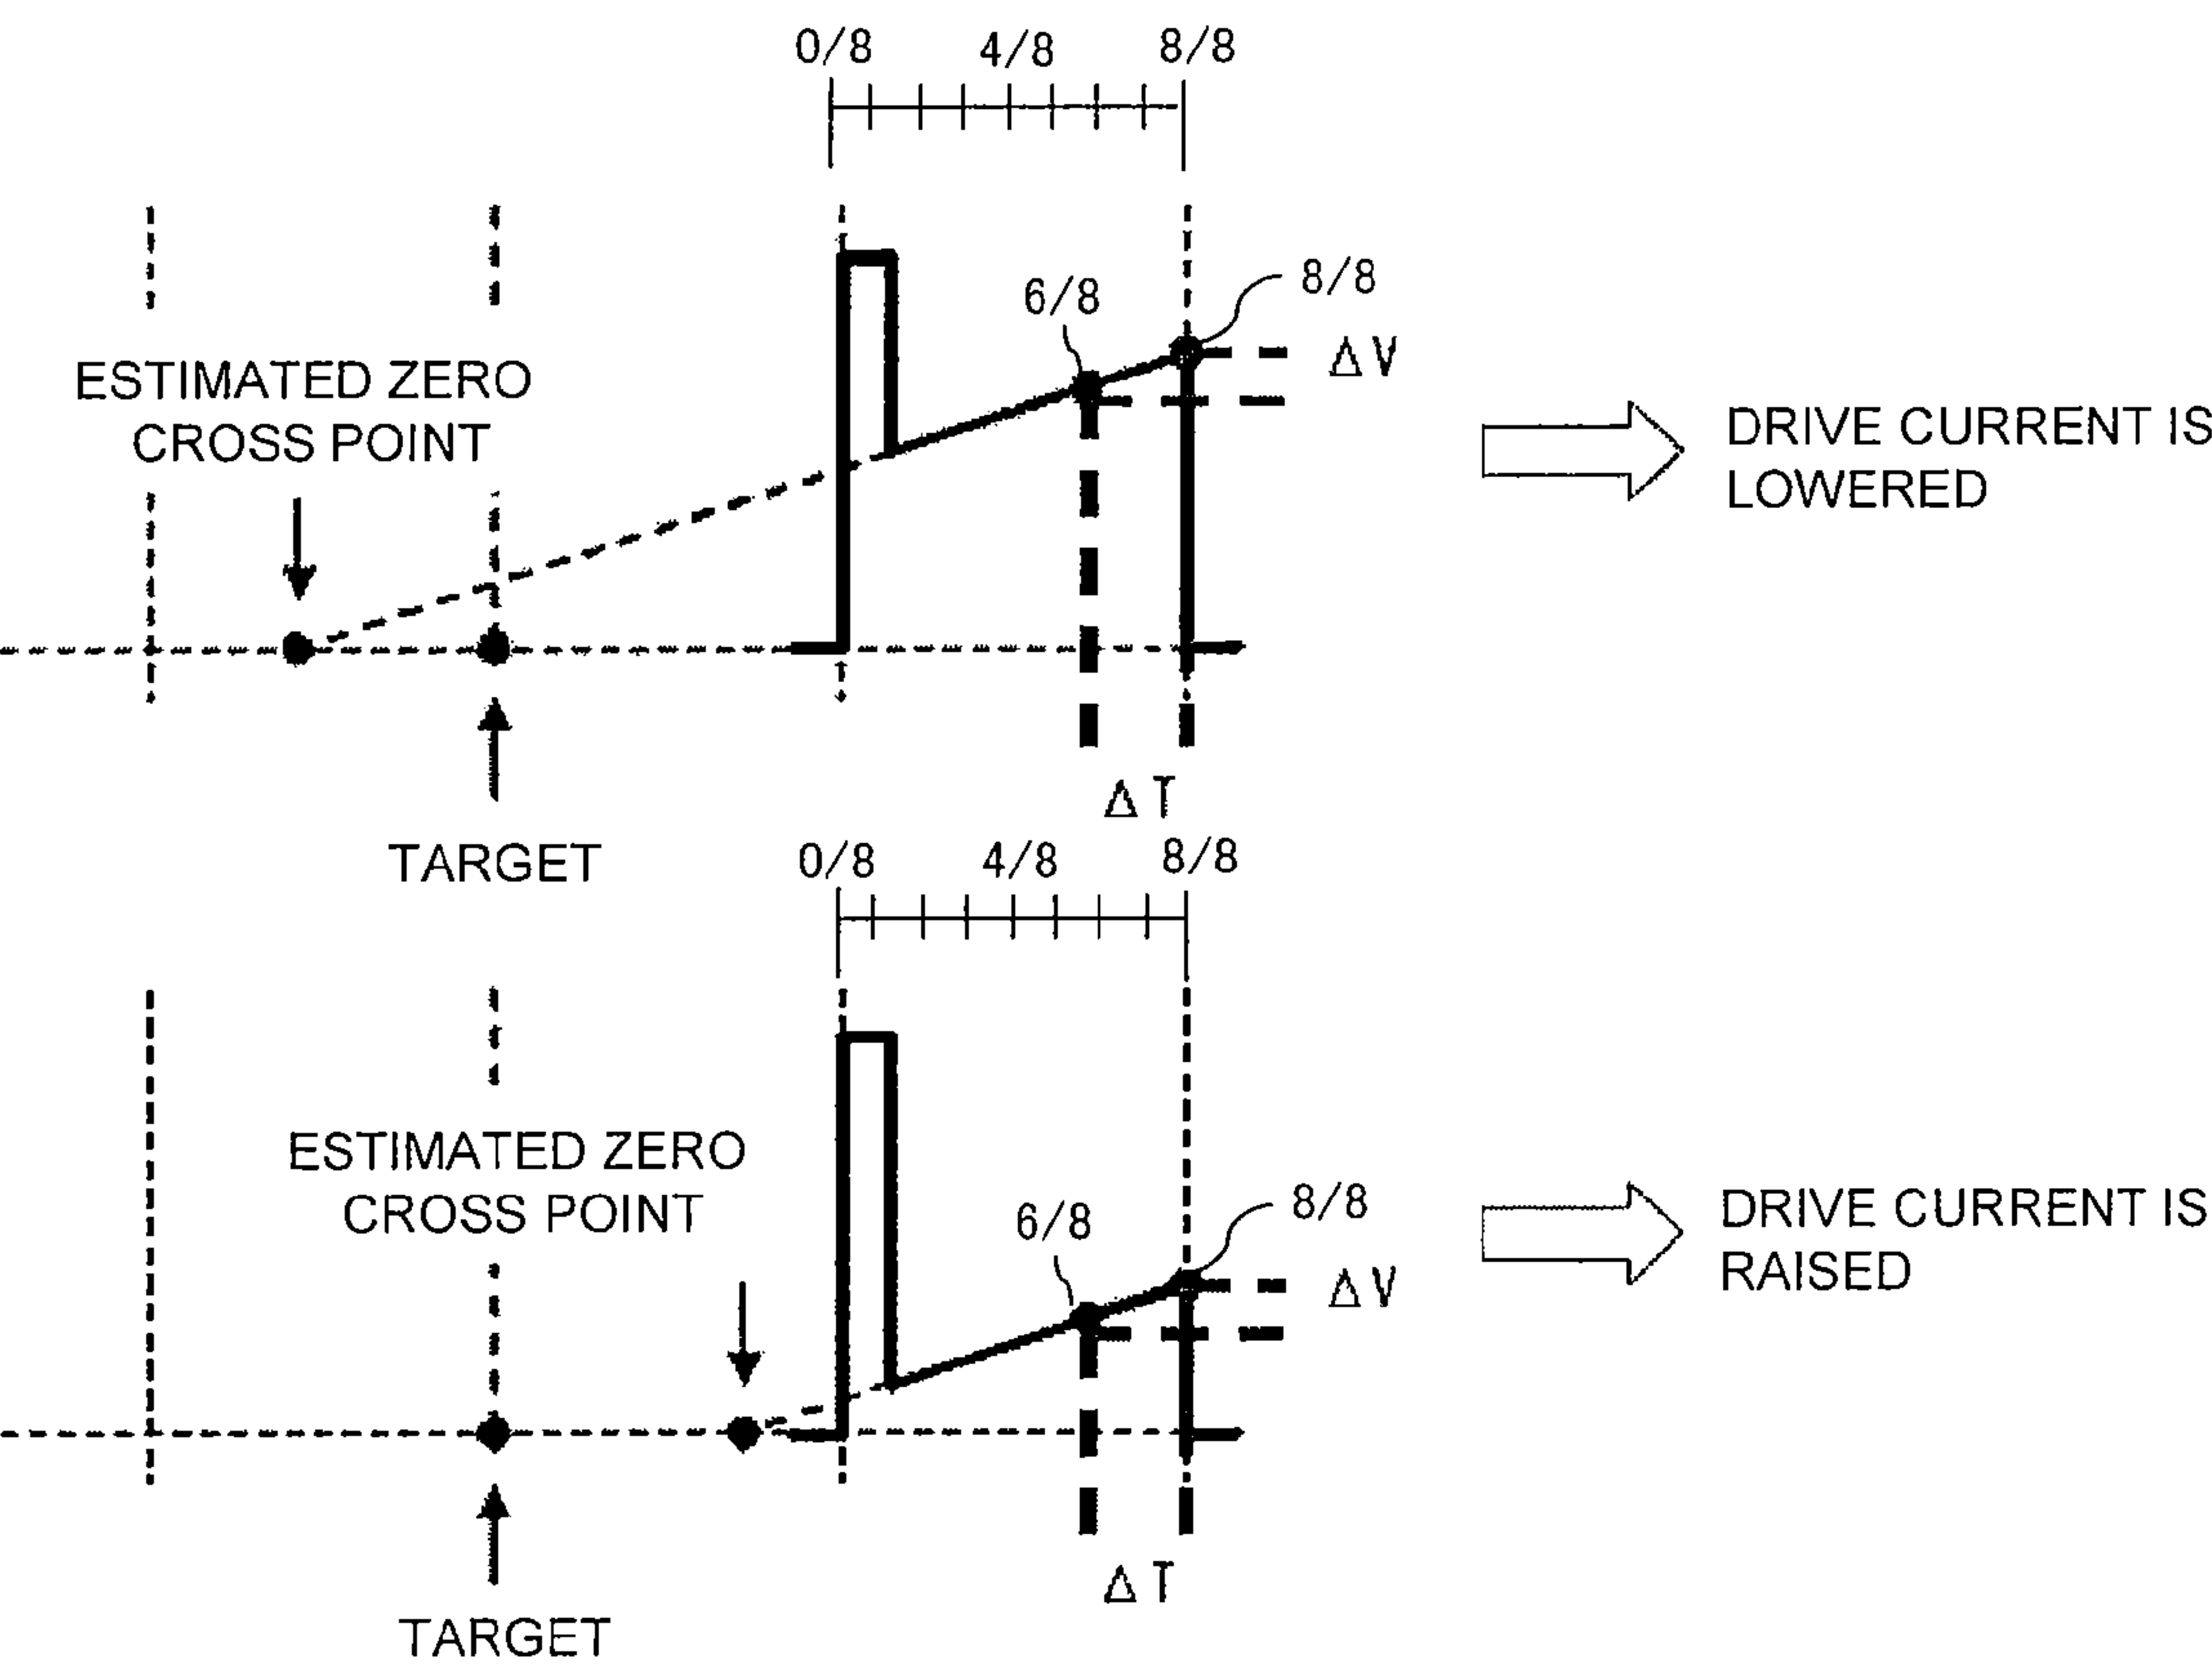 0/8 4/8 8/8
6/8 8/8
ΔV
ESTIMATED ZERO
CROSS POINT
DRIVE CURRENT IS
LOWERED
ΔT
TARGET
0/8 4/8 8/8
ESTIMATED ZERO
CROSS POINT
6/8 8/8
ΔV
DRIVE CURRENT IS
RAISED
ΔT
TARGET